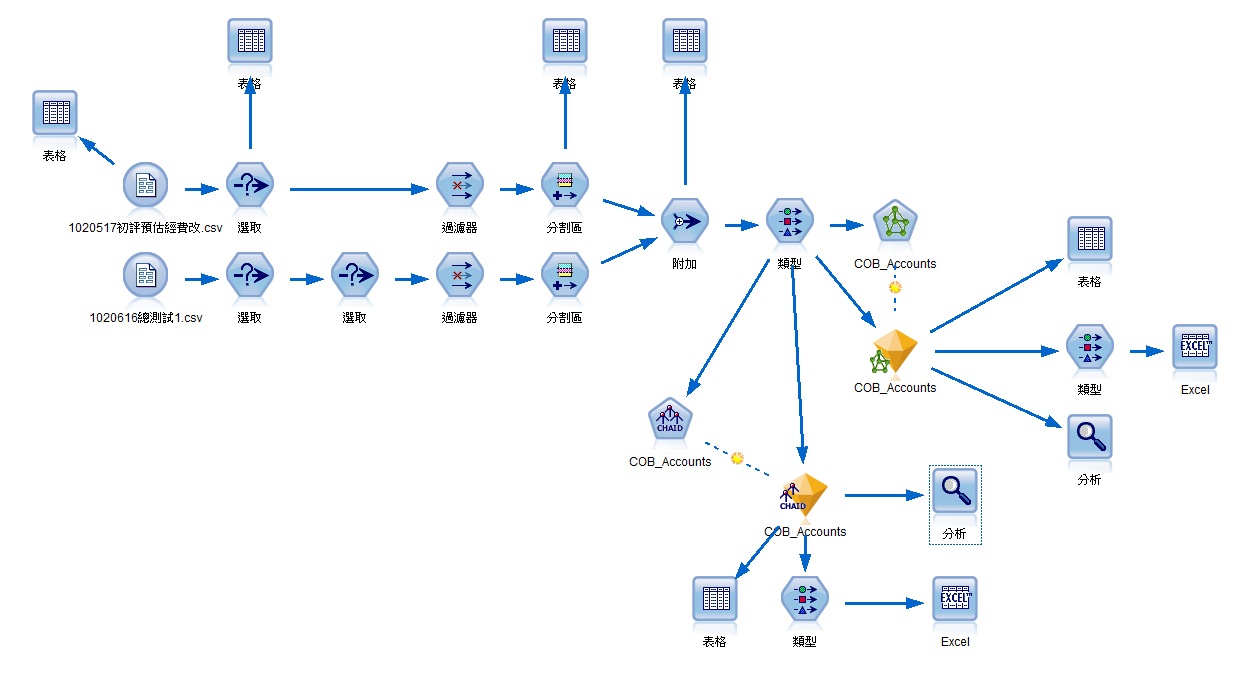 表格
表格
表格
表格
1020517初評預估經費改.csv
選取
過濾器
分割區
附加
類型
COB_Accounts
表格
1020616總測試1.csv
選取
選取
過濾器
分割區
COB_Accounts
類型
EXCEL™
Excel
CHAID
COB_Accounts
分析
CHAID
COB_Accounts
分析
表格
類型
EXCEL™
Excel